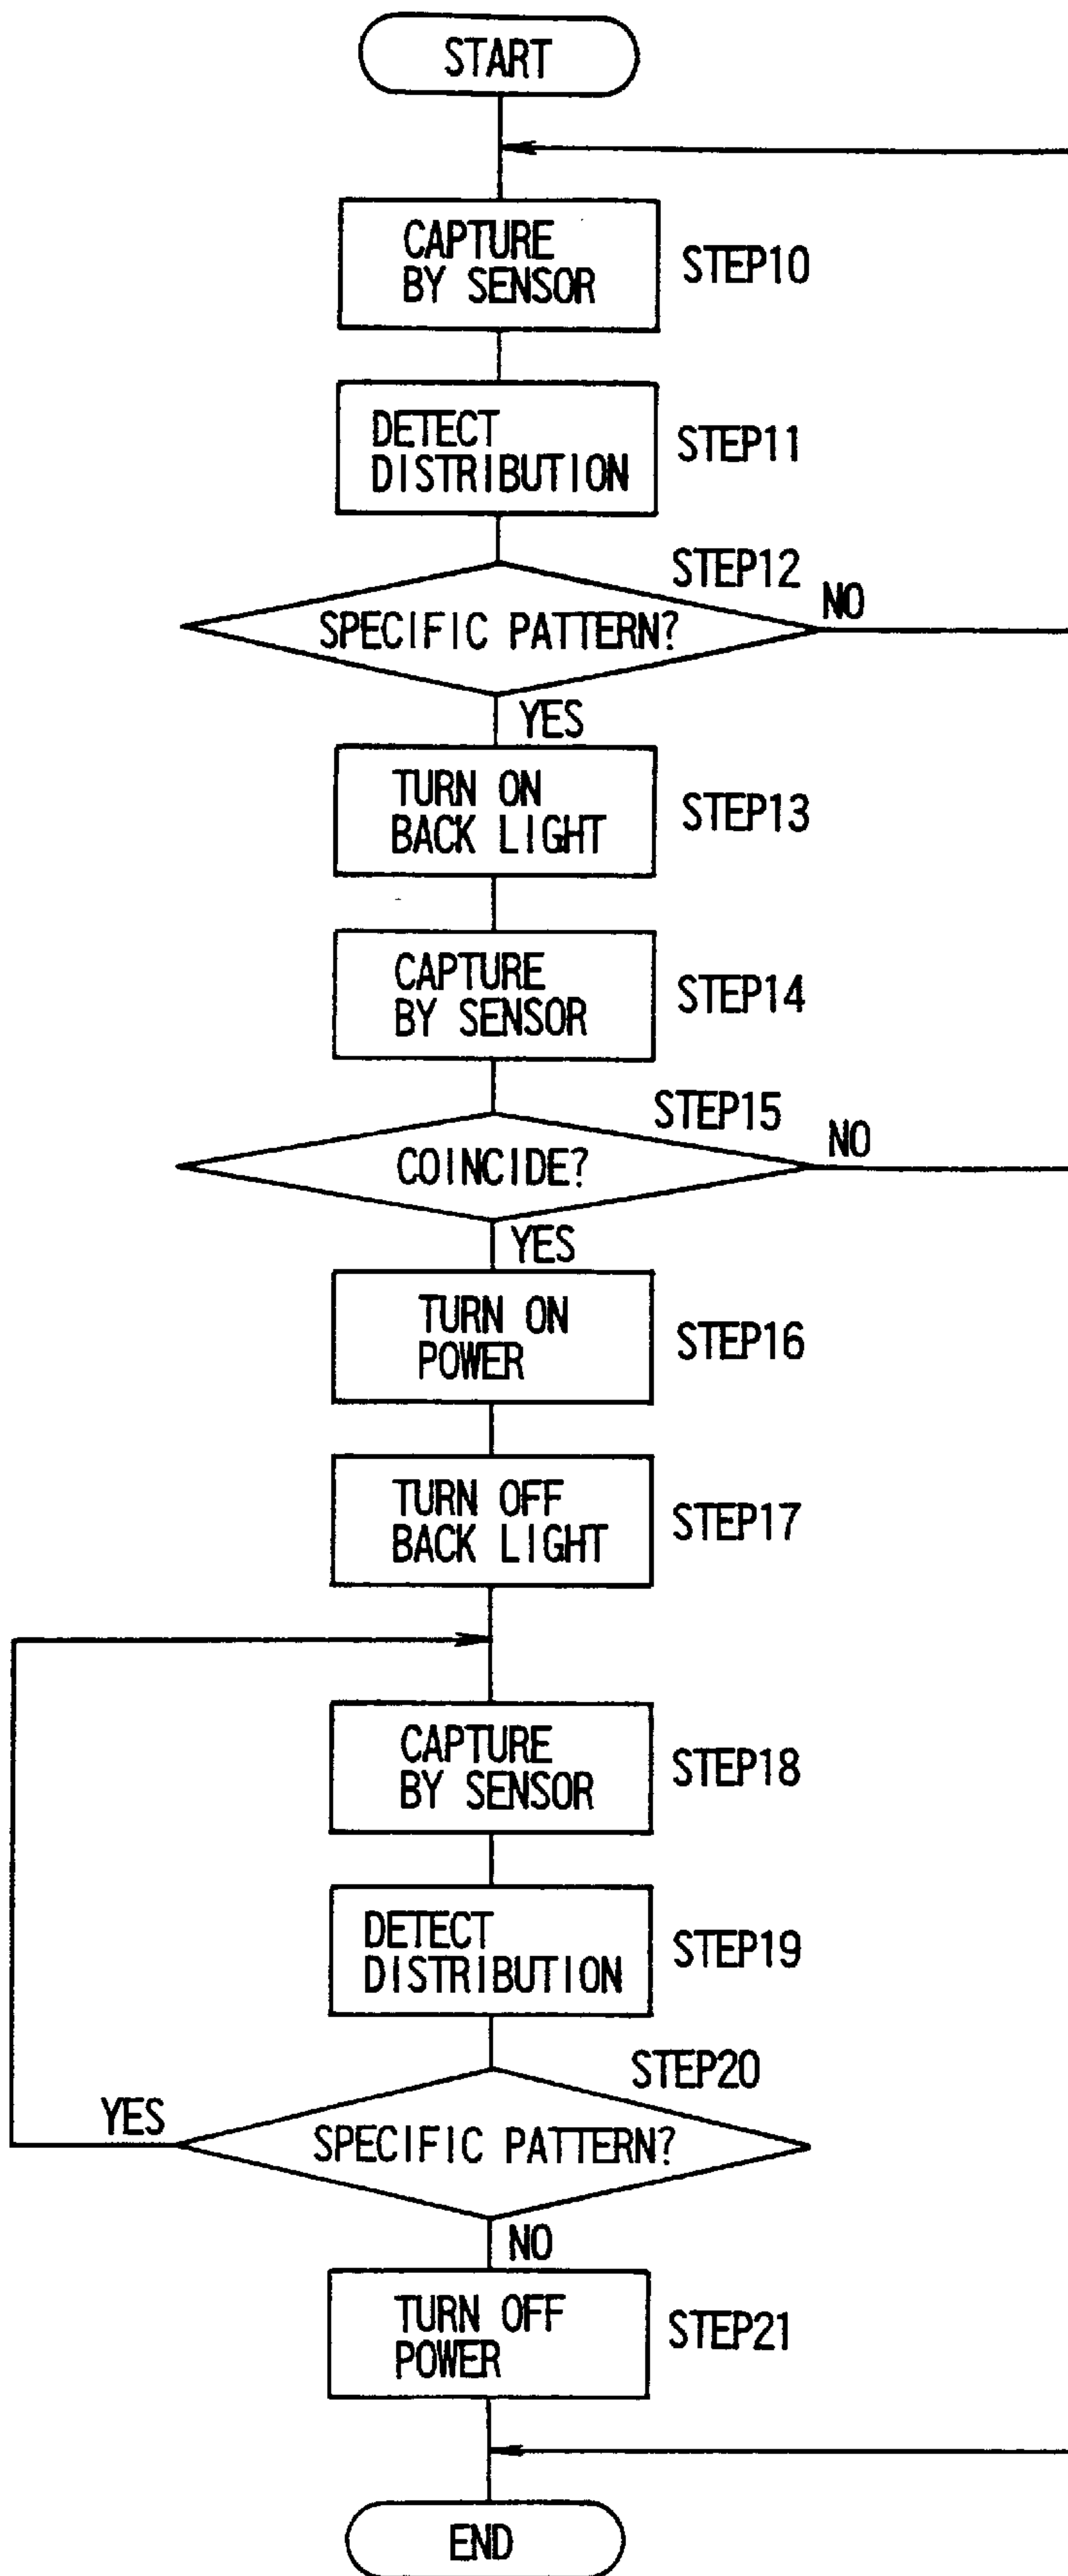 START
CAPTURE
BY SENSOR
STEP10
DETECT
DISTRIBUTION
STEP11
STEP12
SPECIFIC PATTERN?
NO
YES
TURN ON
BACK LIGHT
STEP13
CAPTURE
BY SENSOR
STEP14
STEP15
COINCIDE?
NO
YES
TURN ON
POWER
STEP16
TURN OFF
BACK LIGHT
STEP17
CAPTURE
BY SENSOR
STEP18
DETECT
DISTRIBUTION
STEP19
STEP20
YES
SPECIFIC PATTERN?
NO
TURN OFF
POWER
STEP21
END